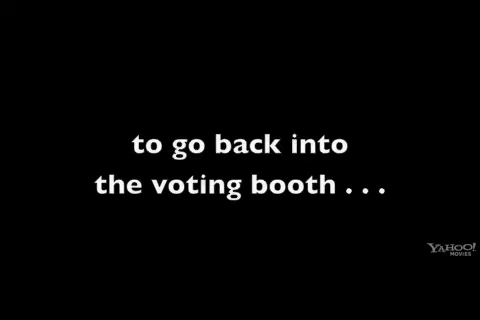 to go back into
the voting booth . . .
YAHOO!
MOVIES